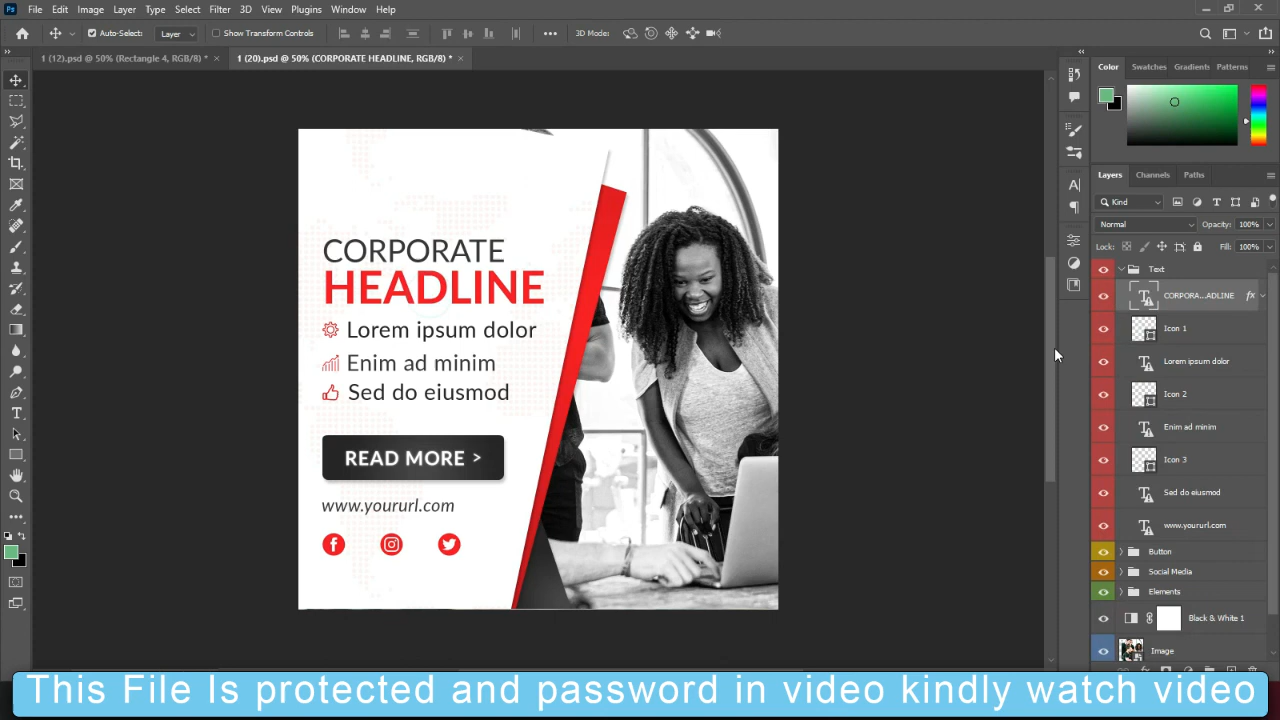 Ps File Edit Image Layer Type Select Filter 3D View Plugins Window Help
Auto-Select: Layer Show Transform Controls 3D Mode:
1 (12).psd @ 50% (Rectangle 4, RGB/8) * × 1 (20).psd @ 50% (CORPORATE HEADLINE, RGB/8) * ×
Color Swatches Gradients Patterns
Layers Channels Paths
Kind
Normal Opacity: 100%
Lock: Fill: 100%
Text
CORPORA...ADLINE fx
Icon 1
Lorem ipsum dolor
Icon 2
Enim ad minim
Icon 3
Sed do eiusmod
www.yoururl.com
Button
Social Media
Elements
Black & White 1
Image
CORPORATE
HEADLINE
Lorem ipsum dolor
Enim ad minim
Sed do eiusmod
READ MORE >
www.yoururl.com
This File Is protected and password in video kindly watch video